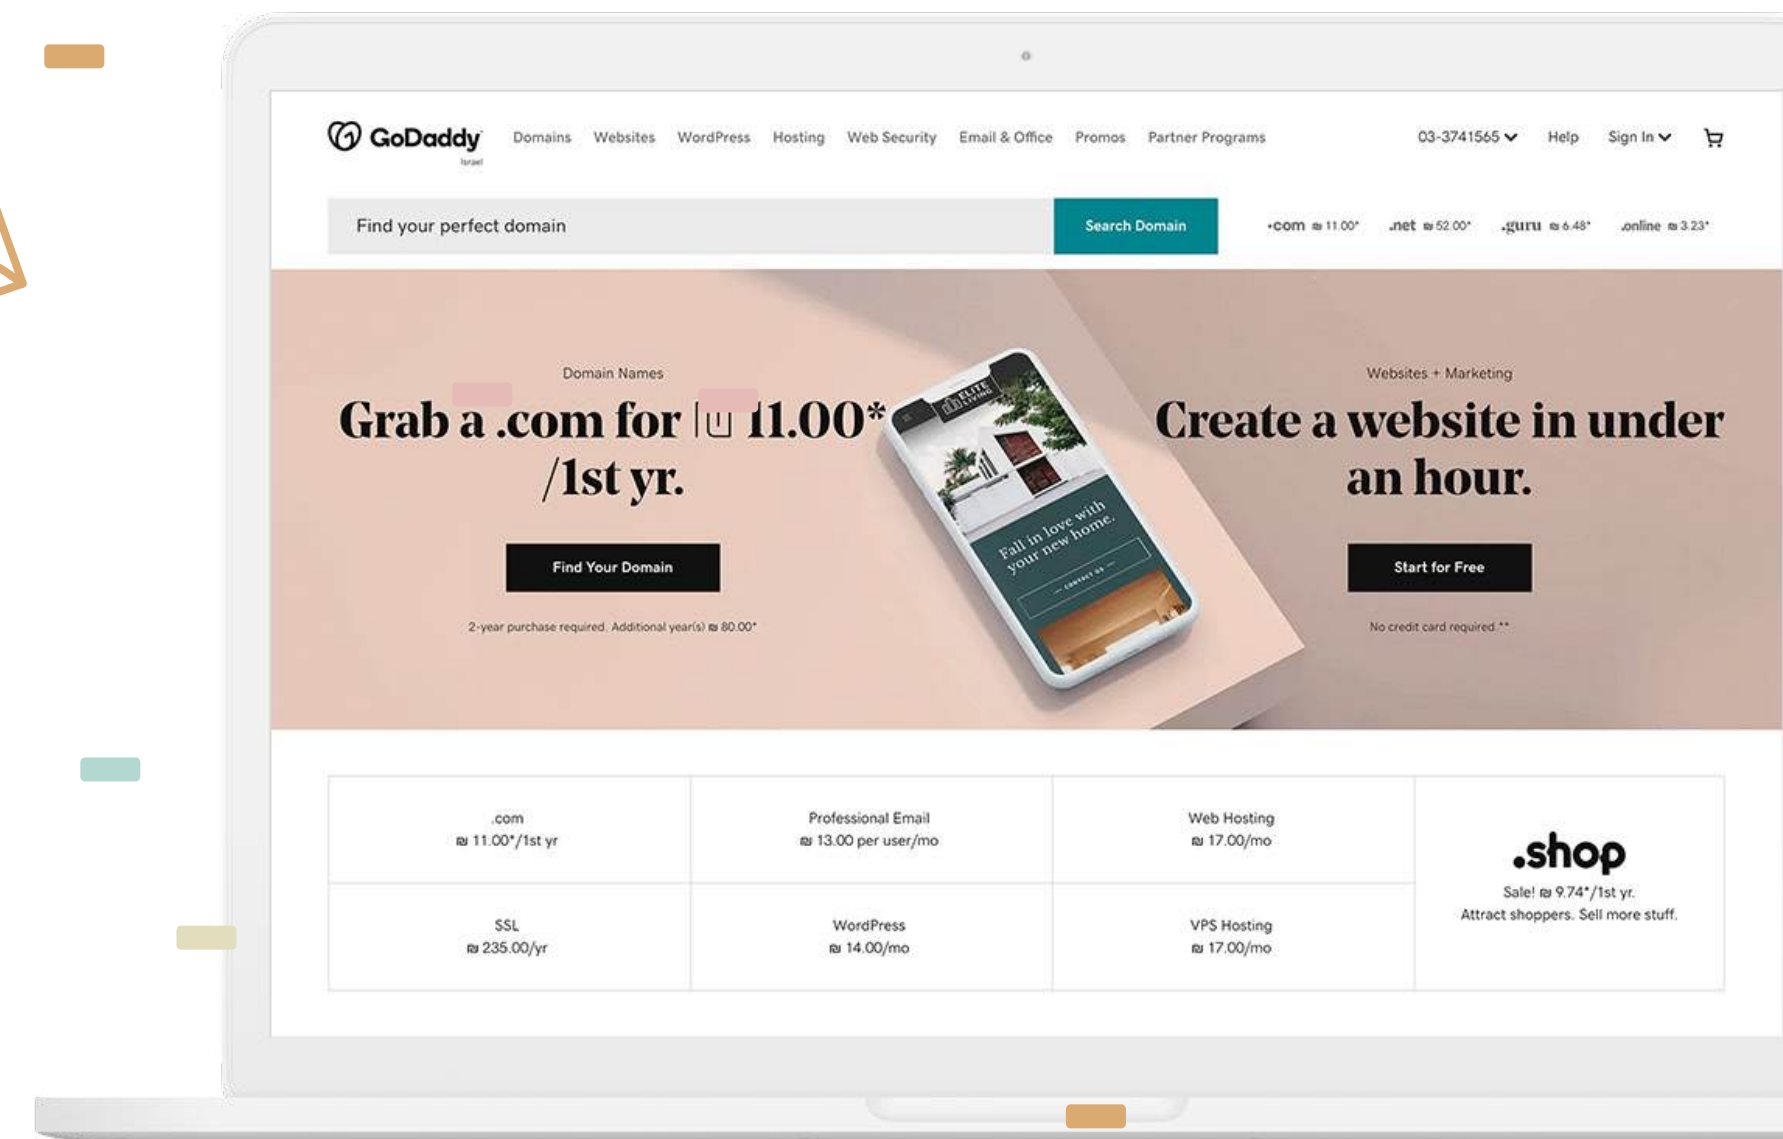 GoDaddy
Israel
Domains Websites WordPress Hosting Web Security Email & Office Promos Partner Programs
03-3741565 Help Sign In
Find your perfect domain
Search Domain
.com ₪ 11.00* .net ₪ 52.00* .guru ₪ 6.48* .online ₪ 3.23*
Domain Names
Grab a .com for ₪ 11.00*
/1st yr.
Find Your Domain
2-year purchase required. Additional year(s) ₪ 80.00*
ELITE
LIVING
Fall in love with
your new home.
CONTACT US
Websites + Marketing
Create a website in under
an hour.
Start for Free
No credit card required.**
.com
₪ 11.00*/1st yr
Professional Email
₪ 13.00 per user/mo
Web Hosting
₪ 17.00/mo
SSL
₪ 235.00/yr
WordPress
₪ 14.00/mo
VPS Hosting
₪ 17.00/mo
.shop
Sale! ₪ 9.74*/1st yr.
Attract shoppers. Sell more stuff.